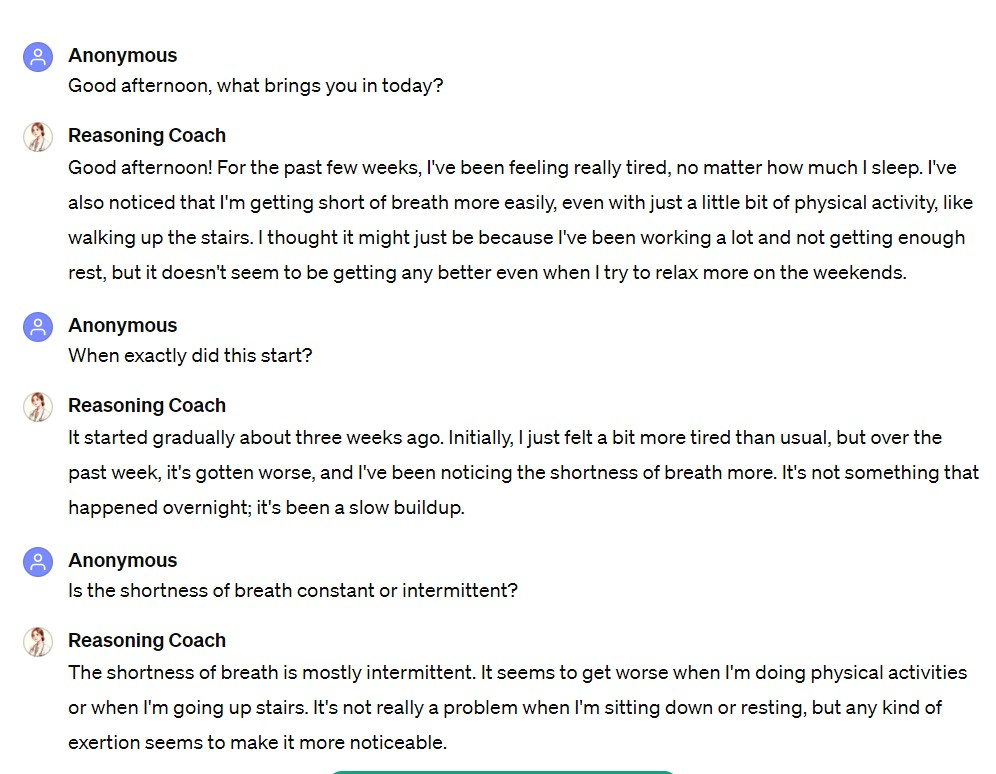 Anonymous
Good afternoon, what brings you in today?
Reasoning Coach
Good afternoon! For the past few weeks, I've been feeling really tired, no matter how much I sleep. I've
also noticed that I'm getting short of breath more easily, even with just a little bit of physical activity, like
walking up the stairs. I thought it might just be because I've been working a lot and not getting enough
rest, but it doesn't seem to be getting any better even when I try to relax more on the weekends.
Anonymous
When exactly did this start?
Reasoning Coach
It started gradually about three weeks ago. Initially, I just felt a bit more tired than usual, but over the
past week, it's gotten worse, and I've been noticing the shortness of breath more. It's not something that
happened overnight; it's been a slow buildup.
Anonymous
Is the shortness of breath constant or intermittent?
Reasoning Coach
The shortness of breath is mostly intermittent. It seems to get worse when I'm doing physical activities
or when I'm going up stairs. It's not really a problem when I'm sitting down or resting, but any kind of
exertion seems to make it more noticeable.